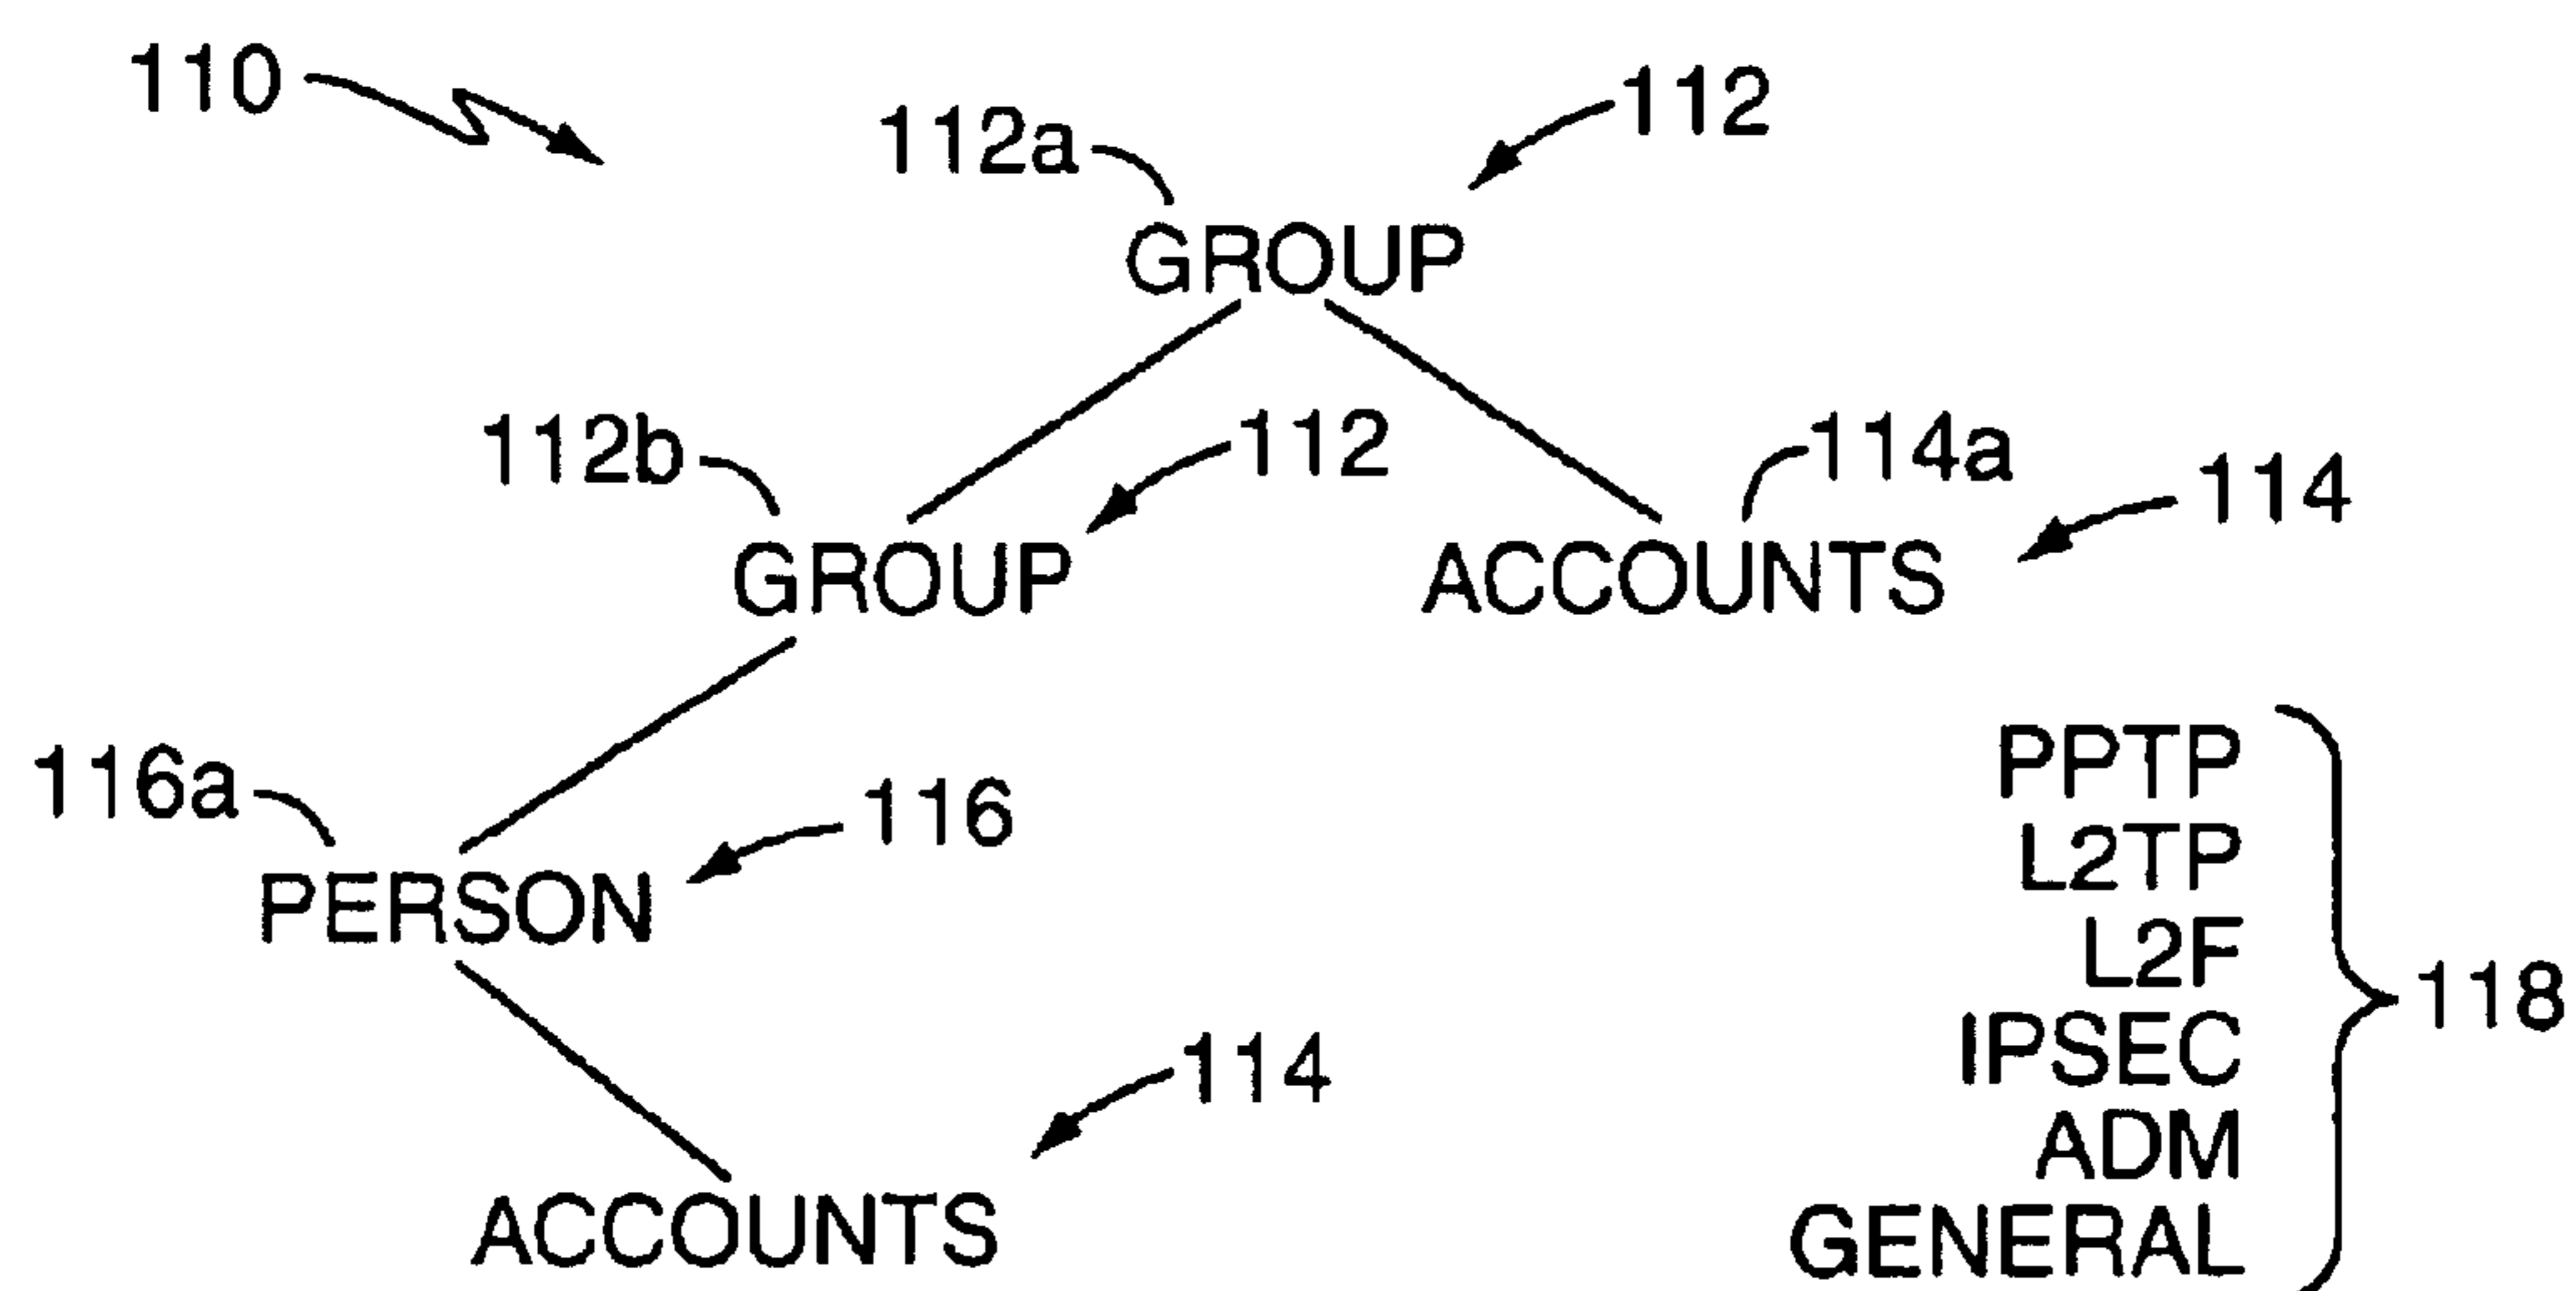 110
112
112a
GROUP
112b
112
114a
114
GROUP
ACCOUNTS
116a
116
PERSON
114
ACCOUNTS
PPTP
L2TP
L2F
IPSEC
ADM
GENERAL
118